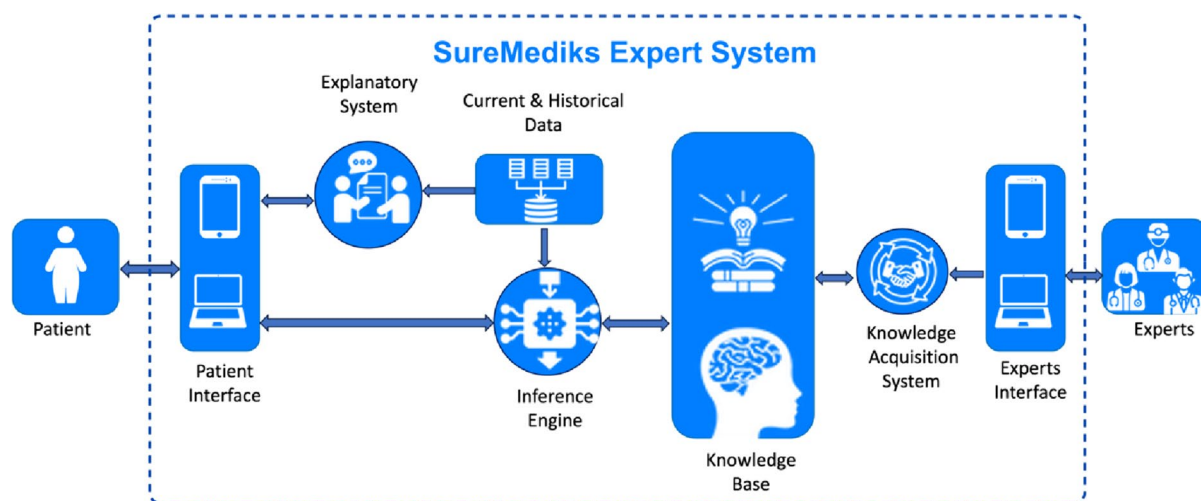 SureMediks Expert System
Explanatory
System
Current & Historical
Data
Patient
Patient
Interface
Inference
Engine
Knowledge
Base
Knowledge
Acquisition
System
Experts
Interface
Experts